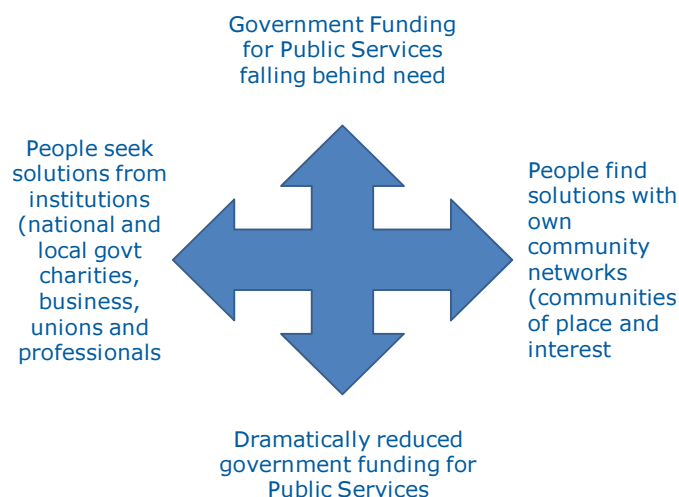 Government Funding
for Public Services
falling behind need
People seek
solutions from
institutions
(national and
local govt
charities,
business,
unions and
professionals
People find
solutions with
own
community
networks
(communities
of place and
interest
Dramatically reduced
government funding for
Public Services